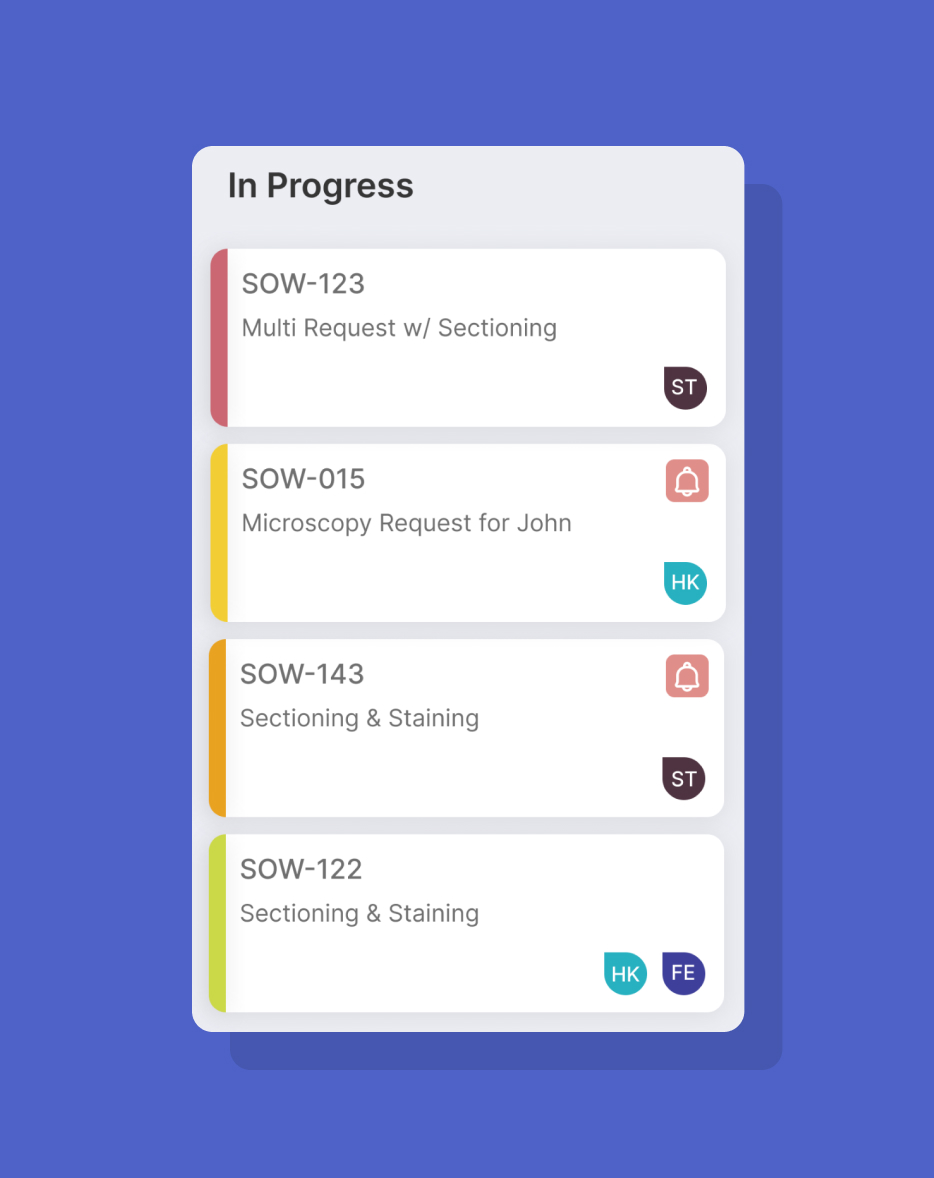 In Progress
SOW-123
Multi Request w/ Sectioning
ST
SOW-015
Microscopy Request for John
HK
SOW-143
Sectioning & Staining
ST
SOW-122
Sectioning & Staining
HK FE